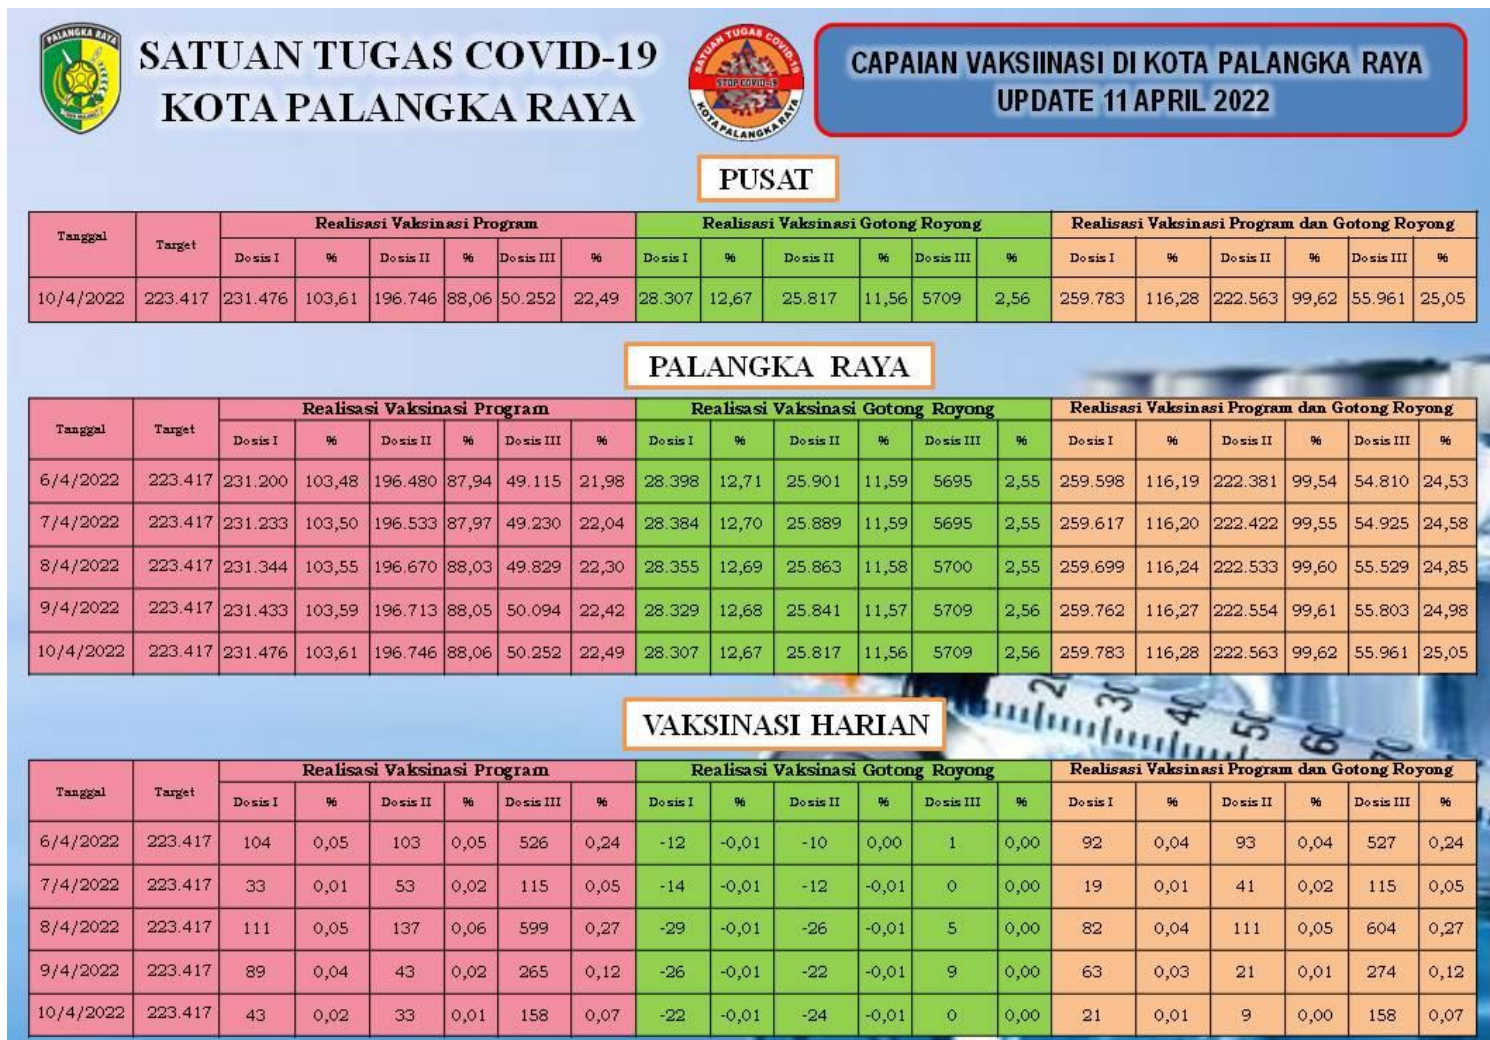 PALANGKA RAYA
SATUAN TUGAS COVID-19
KOTA PALANGKA RAYA
SATUAN TUGAS COVID-19
STOP COVID-19
KOTA PALANGKA RAYA
CAPAIAN VAKSIINASI DI KOTA PALANGKA RAYA
UPDATE 11 APRIL 2022
PUSAT
Tanggal Target Realisasi Vaksinasi Program Realisasi Vaksinasi Gotong Royong Realisasi Vaksinasi Program dan Gotong Royong
Dosis I % Dosis II % Dosis III % Dosis I % Dosis II % Dosis III % Dosis I % Dosis II % Dosis III %
10/4/2022 223.417 231.476 103,61 196.746 88,06 50.252 22,49 28.307 12,67 25.817 11,56 5709 2,56 259.783 116,28 222.563 99,62 55.961 25,05
PALANGKA RAYA
Tanggal Target Realisasi Vaksinasi Program Realisasi Vaksinasi Gotong Royong Realisasi Vaksinasi Program dan Gotong Royong
Dosis I % Dosis II % Dosis III % Dosis I % Dosis II % Dosis III % Dosis I % Dosis II % Dosis III %
6/4/2022 223.417 231.200 103,48 196.480 87,94 49.115 21,98 28.398 12,71 25.901 11,59 5695 2,55 259.598 116,19 222.381 99,54 54.810 24,53
7/4/2022 223.417 231.233 103,50 196.533 87,97 49.230 22,04 28.384 12,70 25.889 11,59 5695 2,55 259.617 116,20 222.422 99,55 54.925 24,58
8/4/2022 223.417 231.344 103,55 196.670 88,03 49.829 22,30 28.355 12,69 25.863 11,58 5700 2,55 259.699 116,24 222.533 99,60 55.529 24,85
9/4/2022 223.417 231.433 103,59 196.713 88,05 50.094 22,42 28.329 12,68 25.841 11,57 5709 2,56 259.762 116,27 222.554 99,61 55.803 24,98
10/4/2022 223.417 231.476 103,61 196.746 88,06 50.252 22,49 28.307 12,67 25.817 11,56 5709 2,56 259.783 116,28 222.563 99,62 55.961 25,05
20 30 40 50 60 70
VAKSINASI HARIAN
Tanggal Target Realisasi Vaksinasi Program Realisasi Vaksinasi Gotong Royong Realisasi Vaksinasi Program dan Gotong Royong
Dosis I % Dosis II % Dosis III % Dosis I % Dosis II % Dosis III % Dosis I % Dosis II % Dosis III %
6/4/2022 223.417 104 0,05 103 0,05 526 0,24 -12 -0,01 -10 0,00 1 0,00 92 0,04 93 0,04 527 0,24
7/4/2022 223.417 33 0,01 53 0,02 115 0,05 -14 -0,01 -12 -0,01 0 0,00 19 0,01 41 0,02 115 0,05
8/4/2022 223.417 111 0,05 137 0,06 599 0,27 -29 -0,01 -26 -0,01 5 0,00 82 0,04 111 0,05 604 0,27
9/4/2022 223.417 89 0,04 43 0,02 265 0,12 -26 -0,01 -22 -0,01 9 0,00 63 0,03 21 0,01 274 0,12
10/4/2022 223.417 43 0,02 33 0,01 158 0,07 -22 -0,01 -24 -0,01 0 0,00 21 0,01 9 0,00 158 0,07